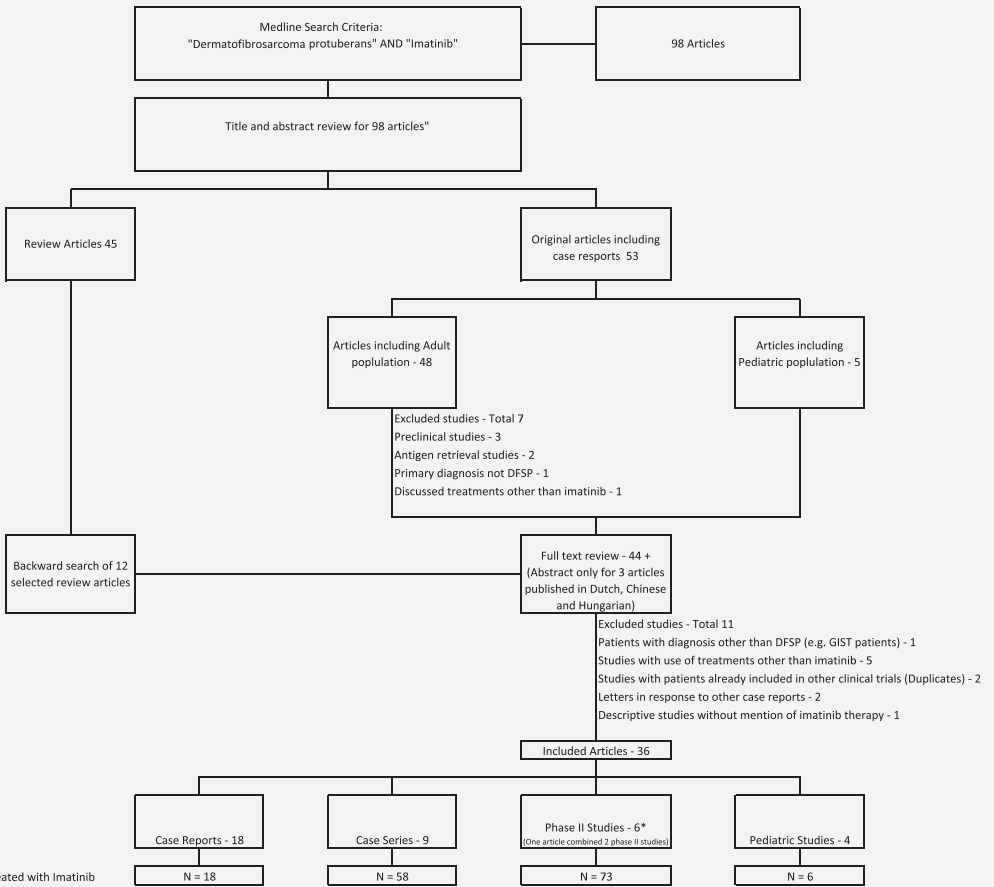 Medline Search Criteria:
"Dermatofibrosarcoma protuberans" AND "Imatinib"
98 Articles
Title and abstract review for 98 articles"
Review Articles 45
Original articles including
case resports 53
Articles including Adult
poplulation - 48
Articles including
Pediatric poplulation - 5
Excluded studies - Total 7
Preclinical studies - 3
Antigen retrieval studies - 2
Primary diagnosis not DFSP - 1
Discussed treatments other than imatinib - 1
Backward search of 12
selected review articles
Full text review - 44 +
(Abstract only for 3 articles
published in Dutch, Chinese
and Hungarian)
Excluded studies - Total 11
Patients with diagnosis other than DFSP (e.g. GIST patients) - 1
Studies with use of treatments other than imatinib - 5
Studies with patients already included in other clinical trials (Duplicates) - 2
Letters in response to other case reports - 2
Descriptive studies without mention of imatinib therapy - 1
Included Articles - 36
Case Reports - 18
Case Series - 9
Phase II Studies - 6*
(One article combined 2 phase II studies)
Pediatric Studies - 4
eated with Imatinib
N = 18
N = 58
N = 73
N = 6